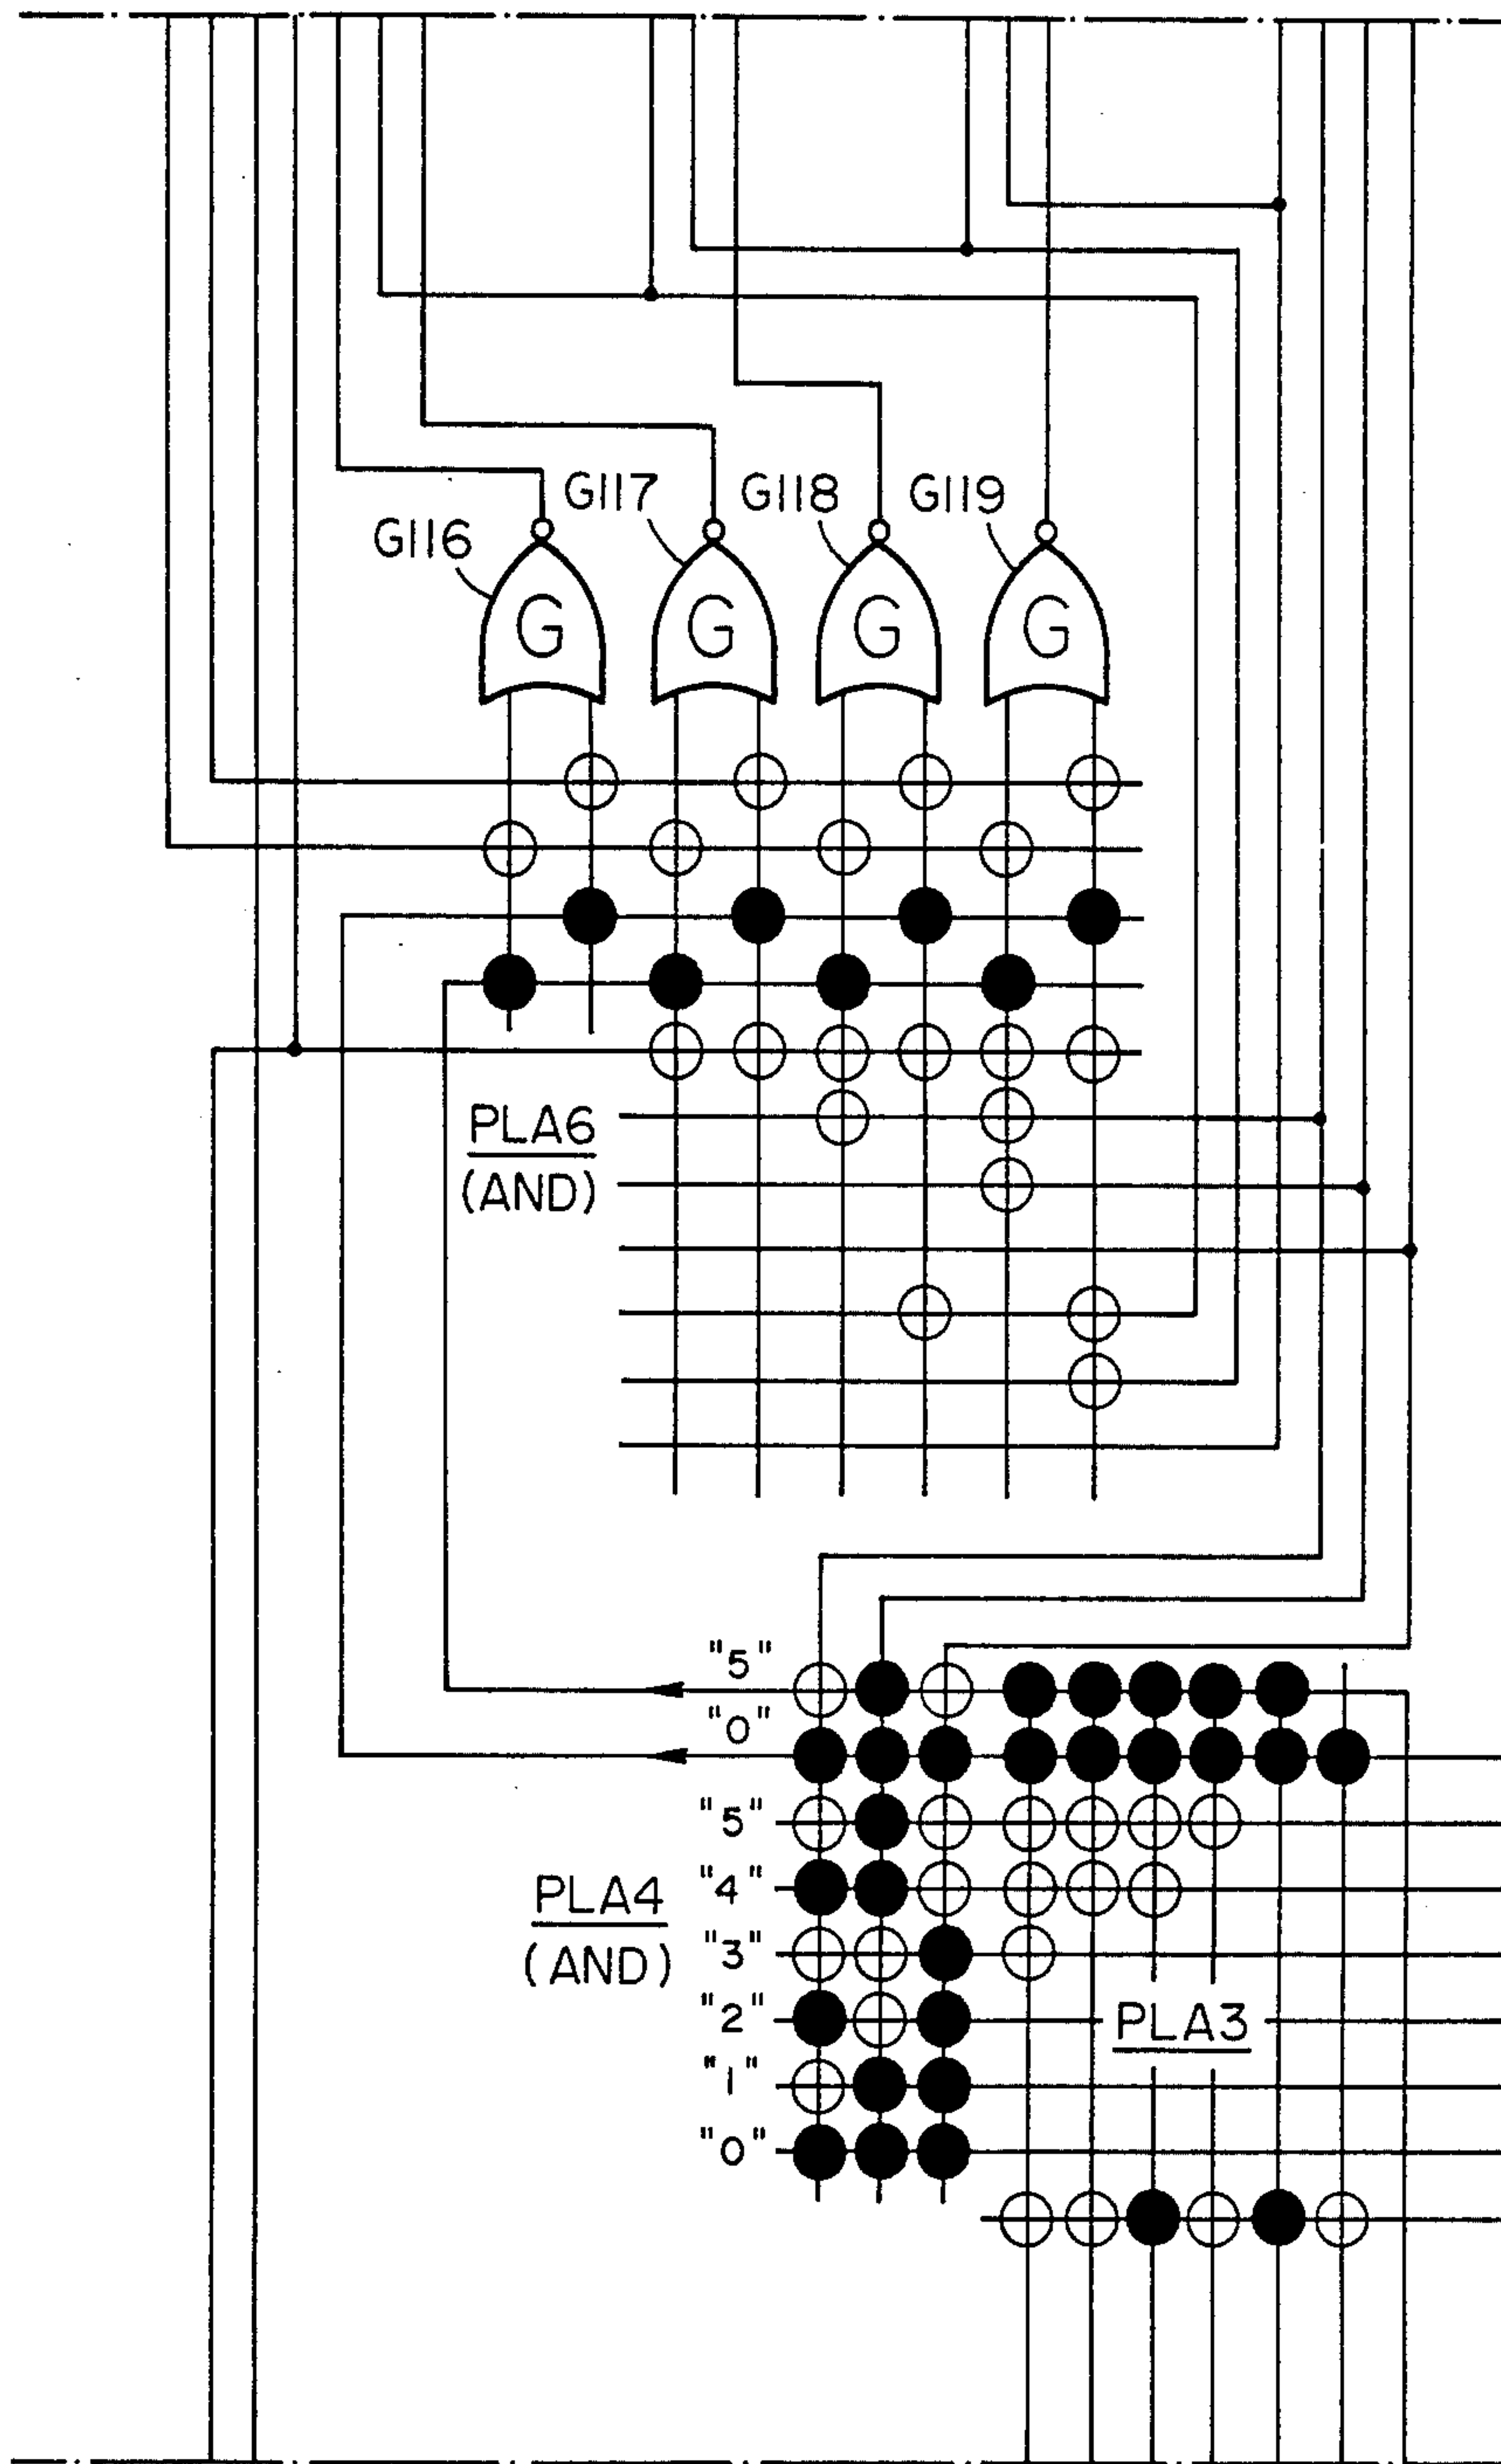 G116
G117
G118
G119
G
G
G
G
PLA6
(AND)
"5"
"0"
"5"
"4"
"3"
"2"
"1"
"0"
PLA4
(AND)
PLA3